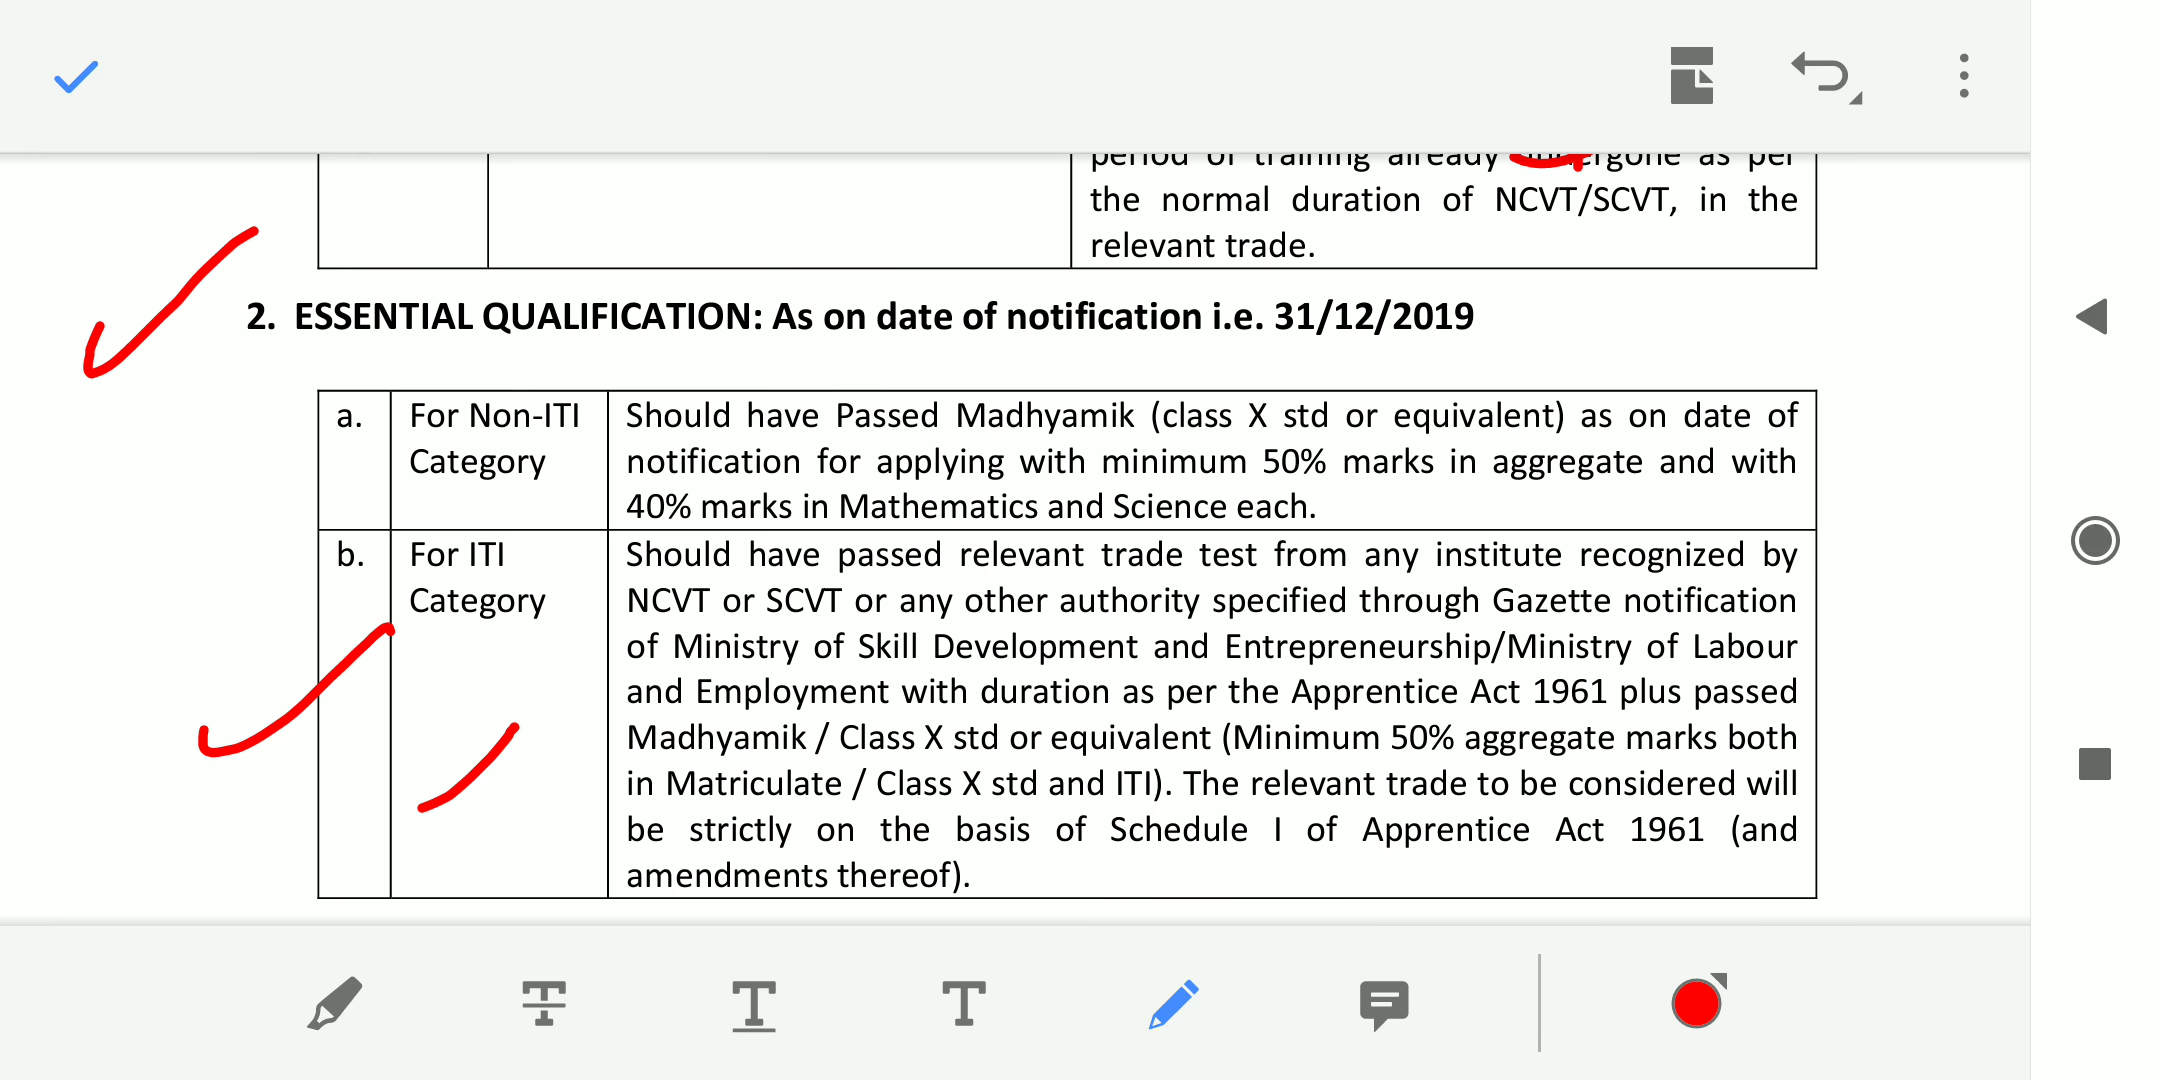 period of training already undergone as per
the normal duration of NCVT/SCVT, in the
relevant trade.
2. ESSENTIAL QUALIFICATION: As on date of notification i.e. 31/12/2019
a. For Non-ITI Category
Should have Passed Madhyamik (class X std or equivalent) as on date of
notification for applying with minimum 50% marks in aggregate and with
40% marks in Mathematics and Science each.
b. For ITI Category
Should have passed relevant trade test from any institute recognized by
NCVT or SCVT or any other authority specified through Gazette notification
of Ministry of Skill Development and Entrepreneurship/Ministry of Labour
and Employment with duration as per the Apprentice Act 1961 plus passed
Madhyamik / Class X std or equivalent (Minimum 50% aggregate marks both
in Matriculate / Class X std and ITI). The relevant trade to be considered will
be strictly on the basis of Schedule I of Apprentice Act 1961 (and
amendments thereof).